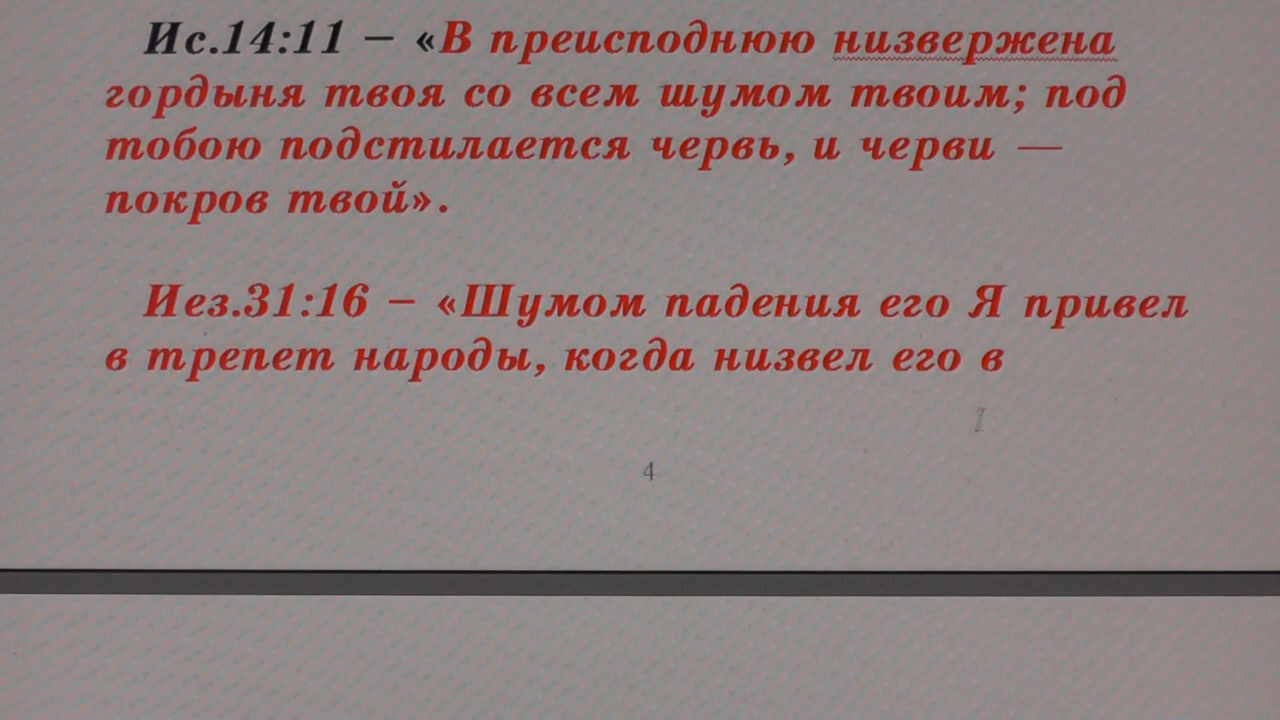 Ис.14:11 – «В преисподнюю низвержена
гордыня твоя со всем шумом твоим; под
тобою подстилается червь, и черви —
покров твой».
Иез.31:16 – «Шумом падения его Я привел
в трепет народы, когда низвел его в
4